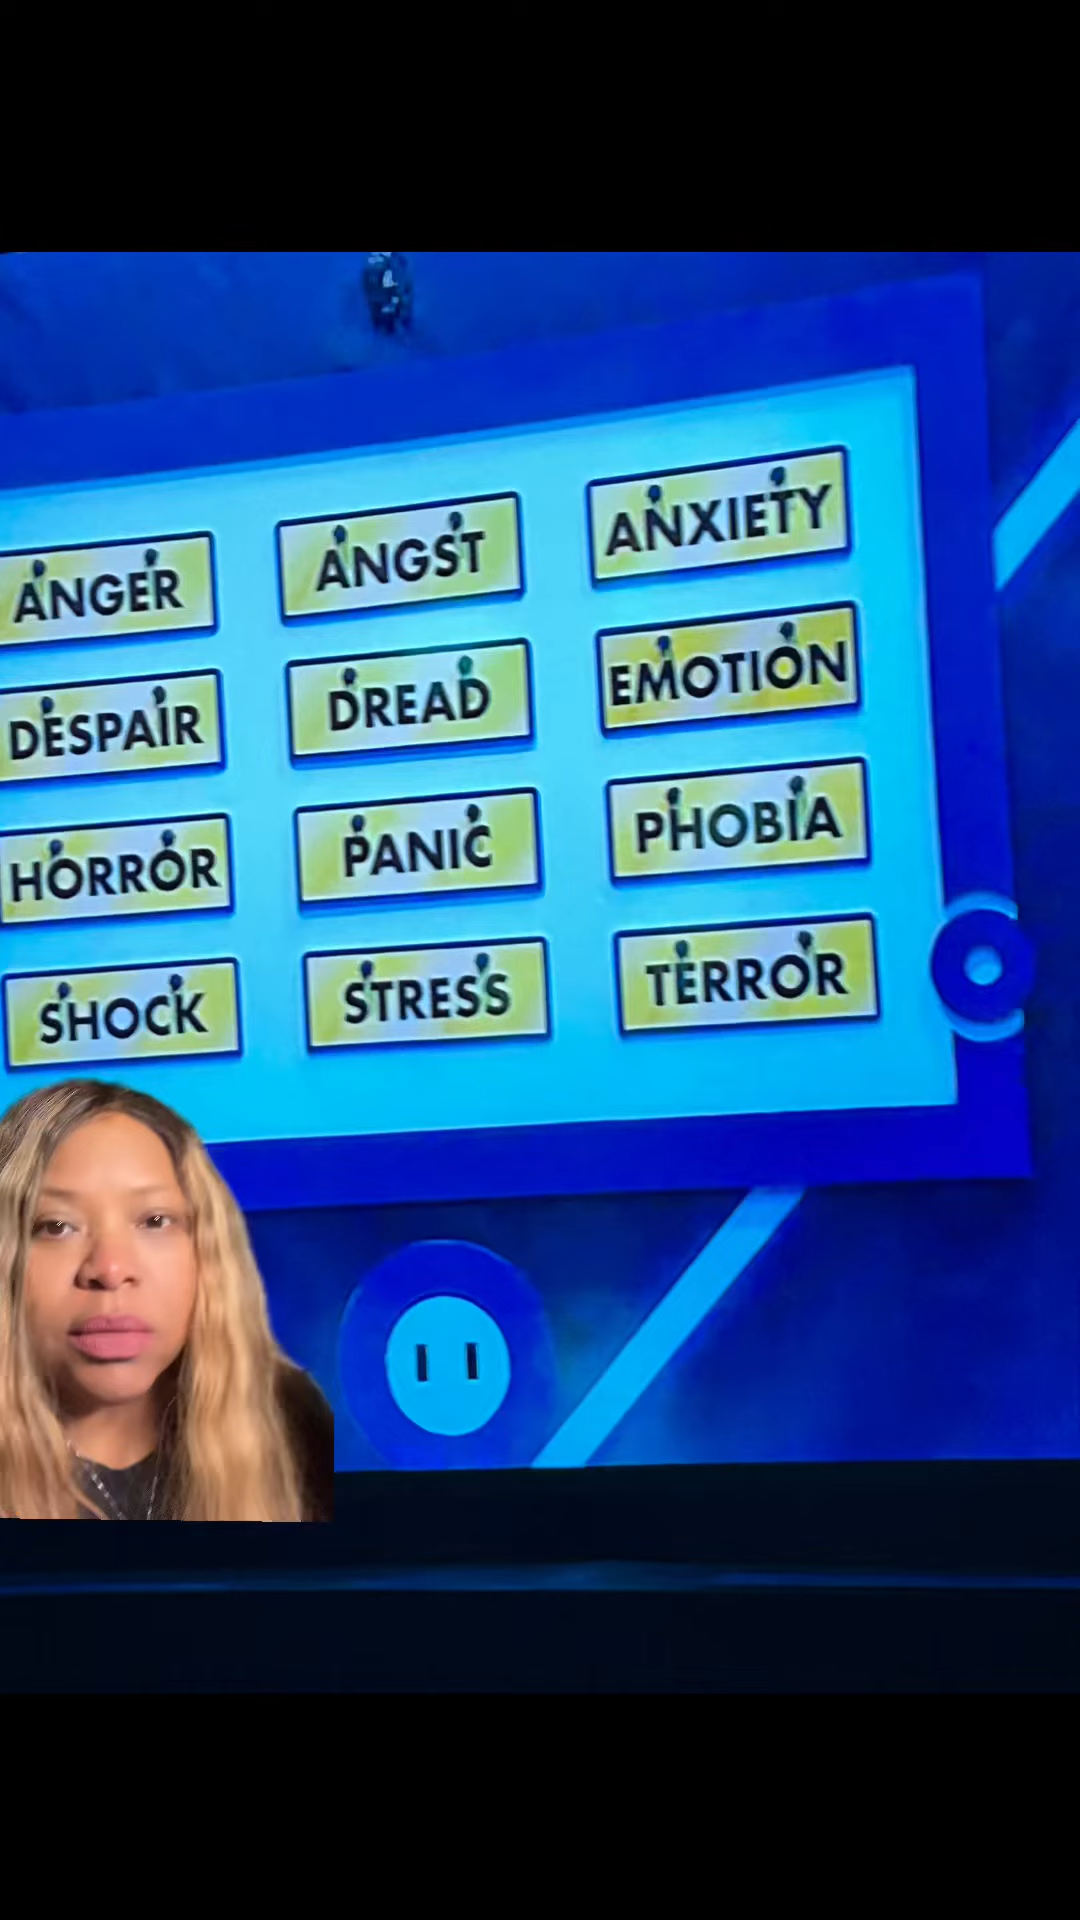 ANGER
ANGST
ANXIETY
DESPAIR
DREAD
EMOTION
HORROR
PANIC
PHOBIA
SHOCK
STRESS
TERROR